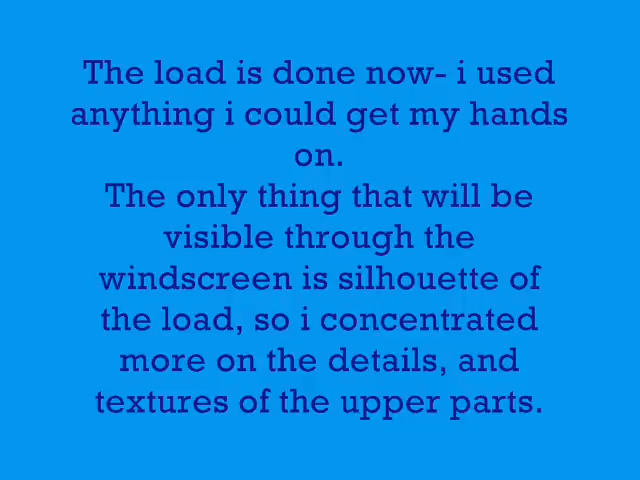 The load is done now- i used
anything i could get my hands
on.
The only thing that will be
visible through the
windscreen is silhouette of
the load, so i concentrated
more on the details, and
textures of the upper parts.